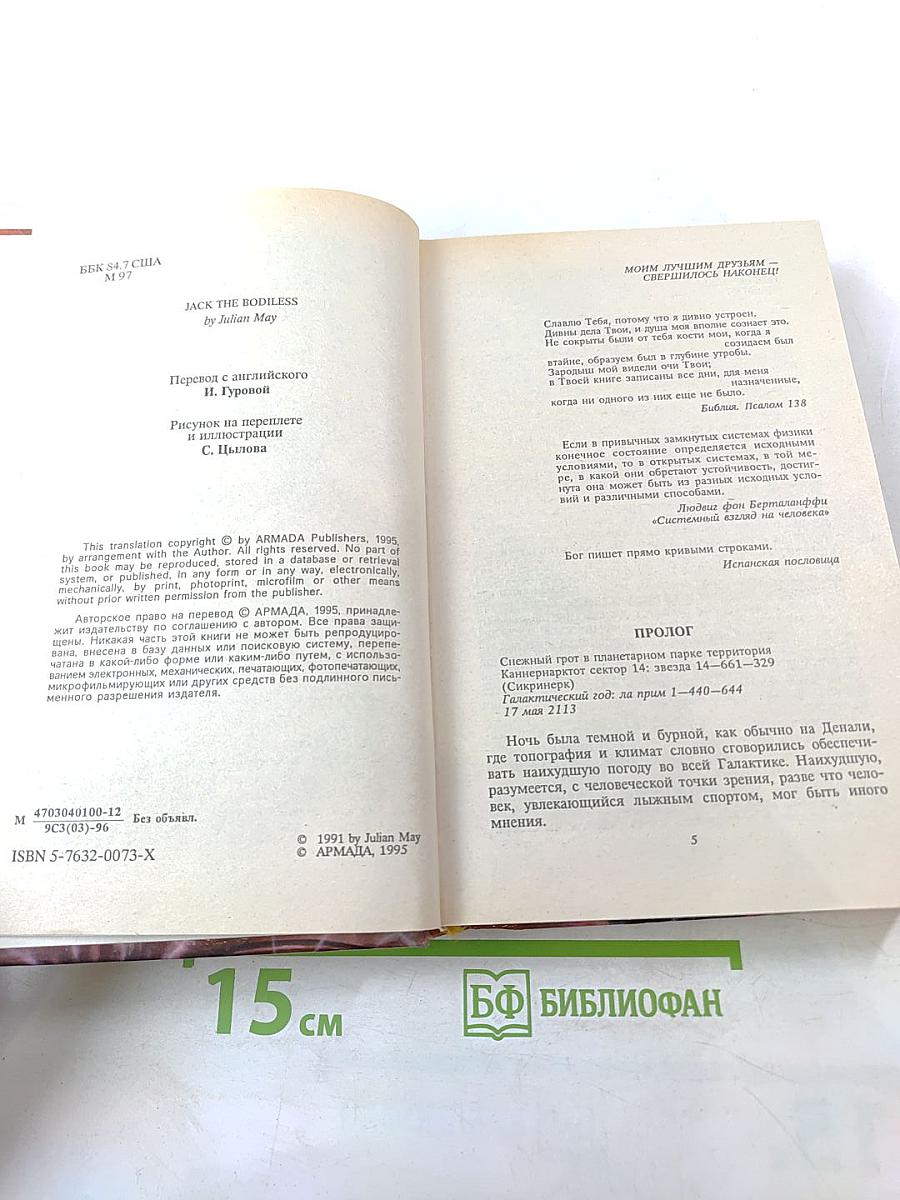 ББК 84.7 США
М 97
JACK THE BODILESS
by Julian May
Перевод с английского
И. Гуровой
Рисунок на переплете
и иллюстрации
С. Цылова
This translation copyright © by ARMADA Publishers, 1995,
by arrangement with the Author. All rights reserved. No part of
this book may be reproduced, stored in a database or retrieval
system, or published, in any form or in any way, electronically,
mechanically, by print, photoprint, microfilm or other means
without prior written permission from the publisher.
Авторское право на перевод © АРМАДА, 1995, принадле-
жит издательству по соглашению с автором. Все права защи-
щены. Никакая часть этой книги не может быть репродуциро-
вана, внесена в базу данных или поисковую систему, перепе-
чатана в какой-либо форме или каким-либо путем, с использо-
ванием электронных, механических, печатающих, фотопечатающих,
микрофильмирующих или других средств без подлинного пись-
менного разрешения издателя.
М 4703040100-12 Без объявл.
9С3(03)-96
ISBN 5-7632-0073-X
© 1991 by Julian May
© АРМАДА, 1995
МОИМ ЛУЧШИМ ДРУЗЬЯМ —
СВЕРШИЛОСЬ НАКОНЕЦ!
Славлю Тебя, потому что я дивно устроен.
Дивны дела Твои, и душа моя вполне сознает это.
Не сокрыты были от тебя кости мои, когда я
созидаем был
втайне, образуем был в глубине утробы.
Зародыш мой видели очи Твои;
в Твоей книге записаны все дни, для меня
назначенные,
когда ни одного из них еще не было.
Библия. Псалом 138
Если в привычных замкнутых системах физики
конечное состояние определяется исходными
условиями, то в открытых системах, в той ме-
ре, в какой они обретают устойчивость, достиг-
нута она может быть из разных исходных усло-
вий и различными способами.
Людвиг фон Берталанффи
«Системный взгляд на человека»
Бог пишет прямо кривыми строками.
Испанская пословица
ПРОЛОГ
Снежный грот в планетарном парке территория
Каннернарктот сектор 14: звезда 14—661—329
(Сикринерк)
Галактический год: ла прим 1—440—644
17 мая 2113
Ночь была темной и бурной, как обычно на Денали,
где топография и климат словно сговорились обеспечи-
вать наихудшую погоду во всей Галактике. Наихудшую,
разумеется, с человеческой точки зрения, разве что чело-
век, увлекающийся лыжным спортом, мог быть иного
мнения.
5
15 см
БФ БИБЛИОФАН